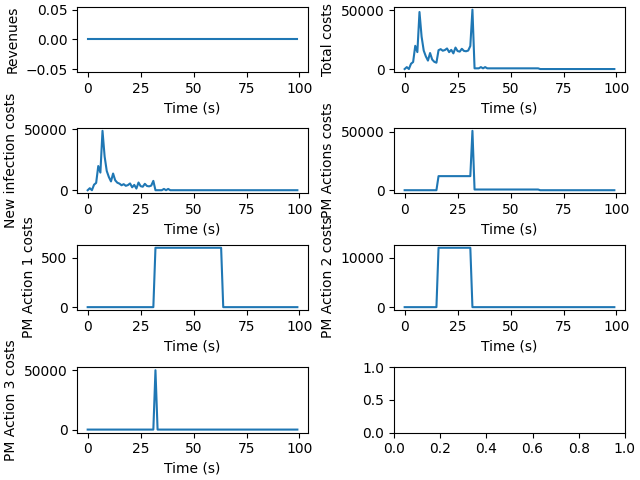 Revenues
0.05
0.00
−0.05
0 25 50 75 100
Time (s)
Total costs
50000
0
0 25 50 75 100
Time (s)
New infection costs
50000
0
0 25 50 75 100
Time (s)
PM Actions costs
50000
0
0 25 50 75 100
Time (s)
PM Action 1 costs
500
0
0 25 50 75 100
Time (s)
PM Action 2 costs
10000
0
0 25 50 75 100
Time (s)
PM Action 3 costs
50000
0
0 25 50 75 100
Time (s)
1.0
0.5
0.0
0.0 0.2 0.4 0.6 0.8 1.0